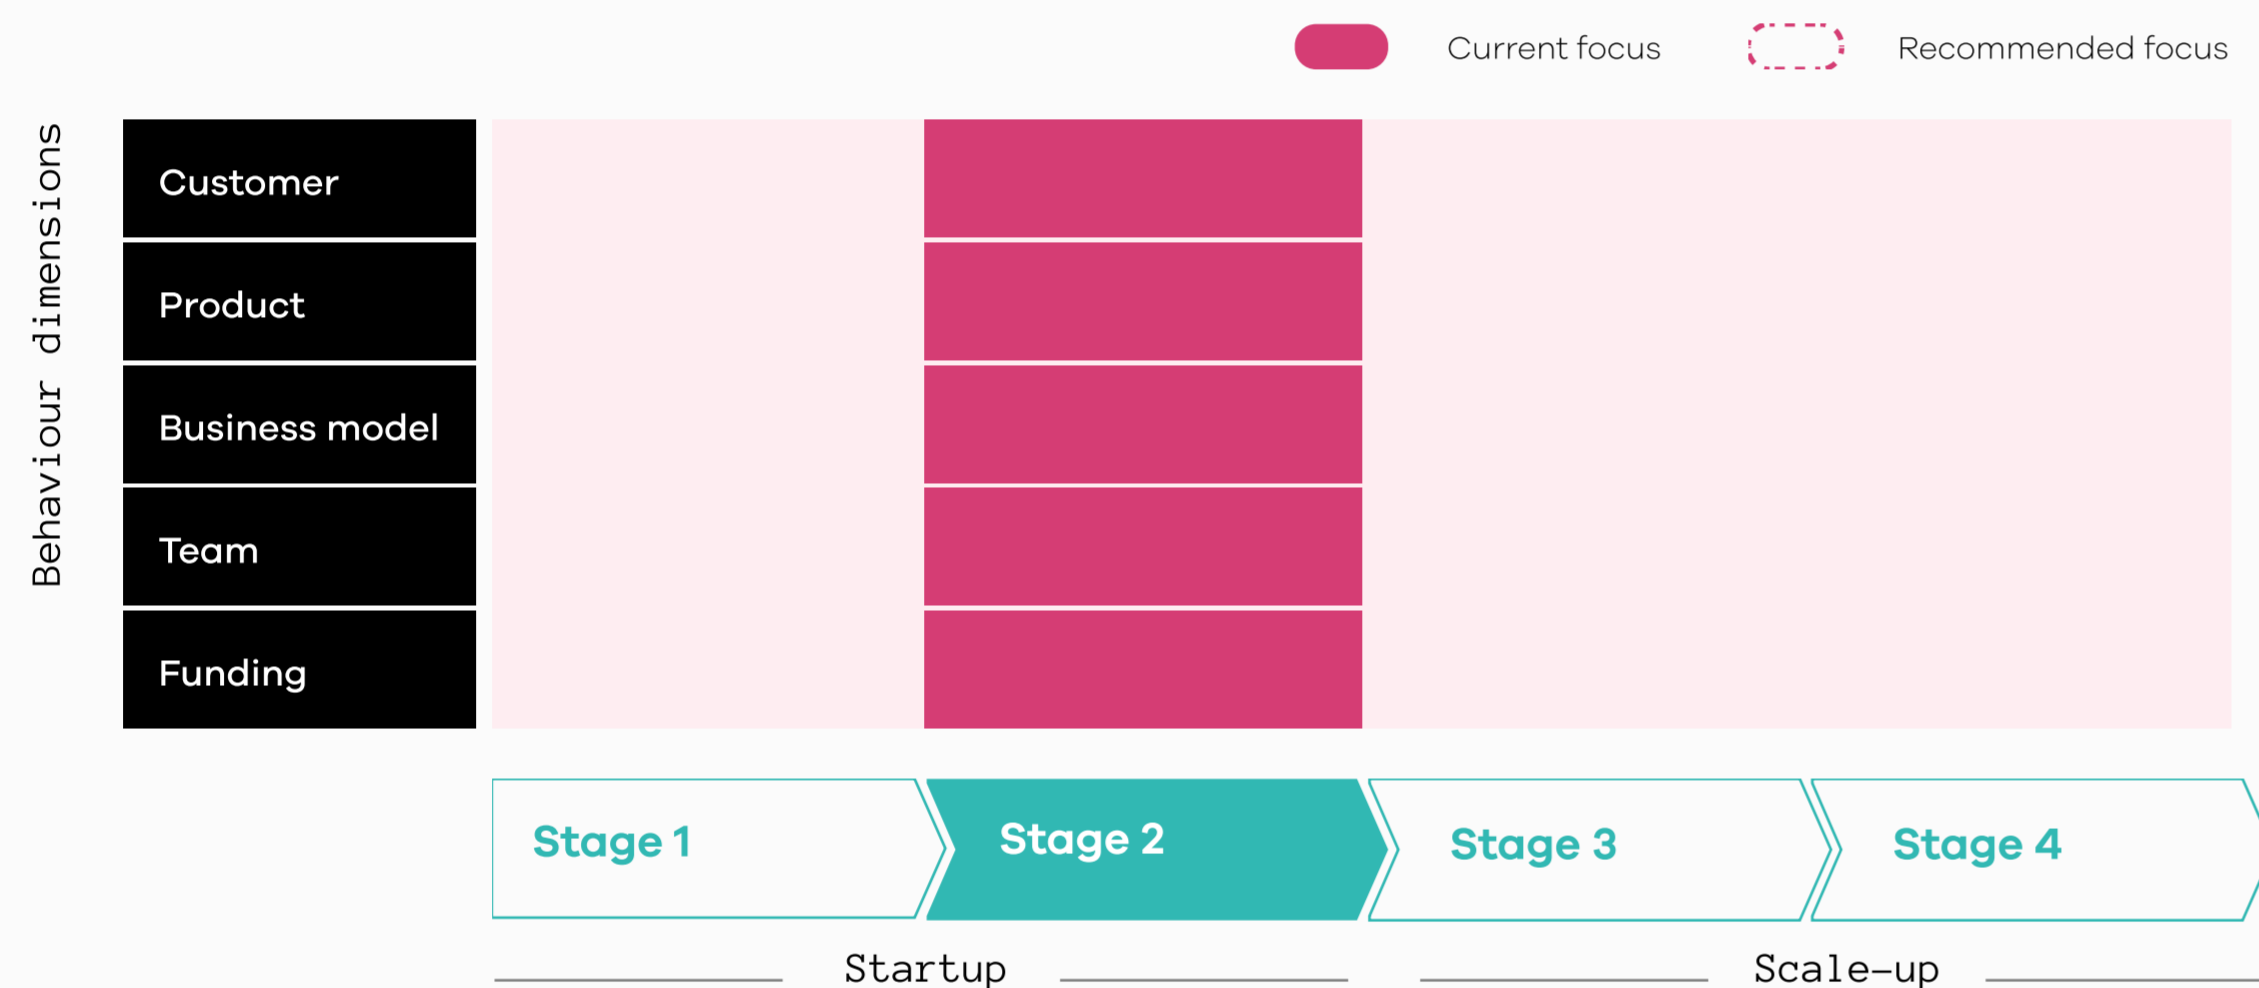 Current focus
Recommended focus
Behaviour dimensions
Customer
Product
Business model
Team
Funding
Stage 1
Stage 2
Stage 3
Stage 4
Startup
Scale-up